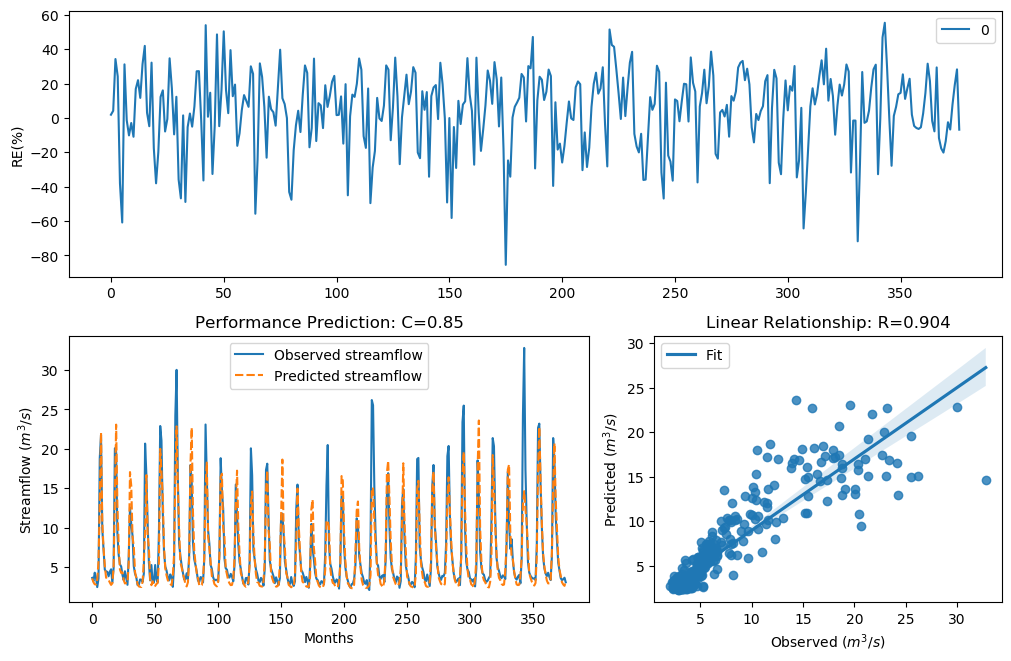 60
40
20
0
−20
−40
−60
−80
RE(%)
0
0 50 100 150 200 250 300 350
Performance Prediction: C=0.85
Observed streamflow
Predicted streamflow
30
25
20
15
10
5
Streamflow (m³/s)
0 50 100 150 200 250 300 350
Months
Linear Relationship: R=0.904
Fit
30
25
20
15
10
5
Predicted (m³/s)
5 10 15 20 25 30
Observed (m³/s)